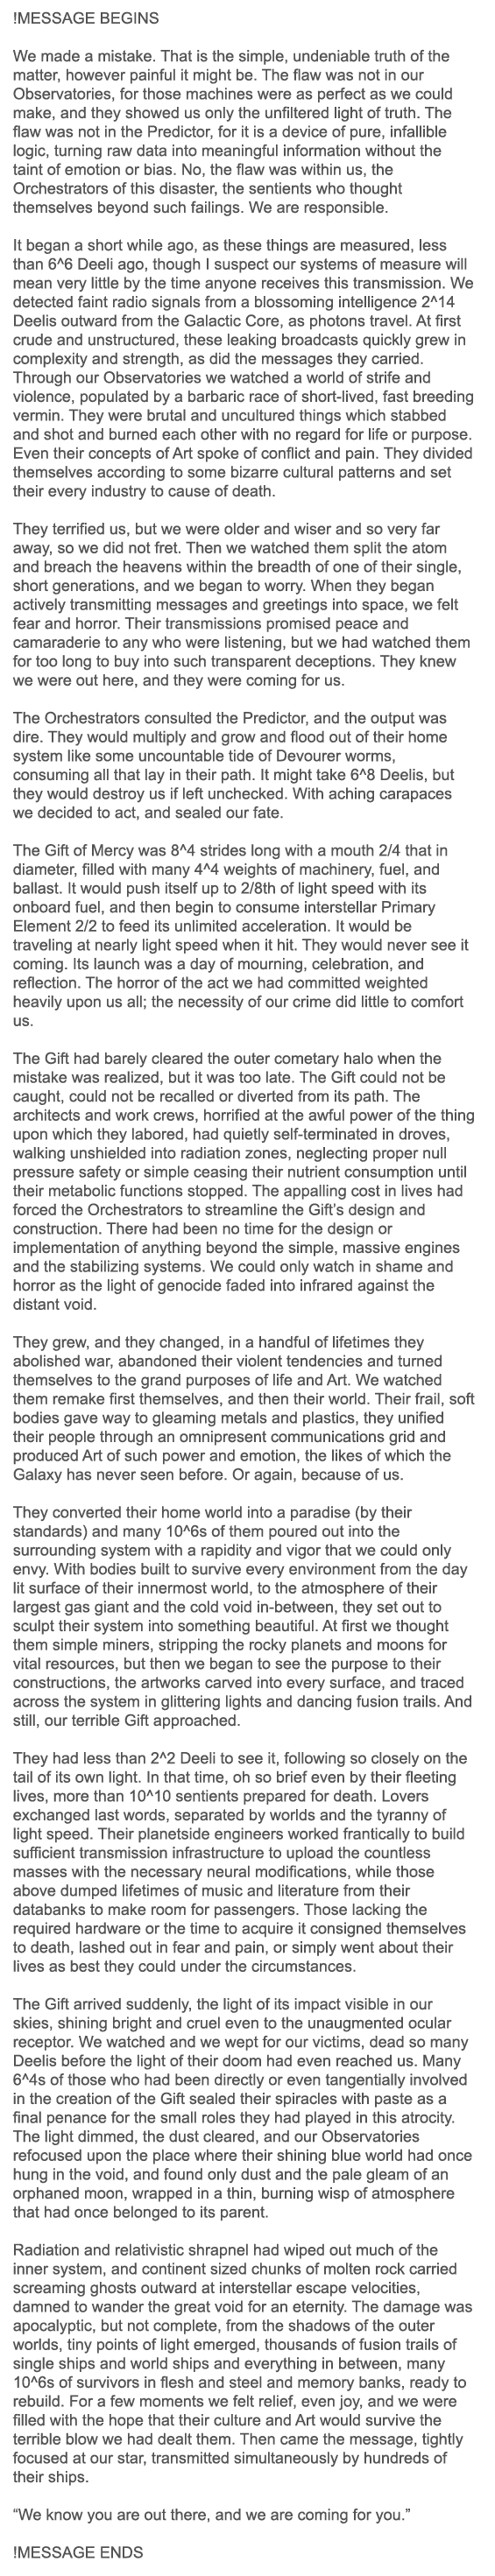 !MESSAGE BEGINS
We made a mistake. That is the simple, undeniable truth of the
matter, however painful it might be. The flaw was not in our
Observatories, for those machines were as perfect as we could
make, and they showed us only the unfiltered light of truth. The
flaw was not in the Predictor, for it is a device of pure, infallible
logic, turning raw data into meaningful information without the
taint of emotion or bias. No, the flaw was within us, the
Orchestrators of this disaster, the sentients who thought
themselves beyond such failings. We are responsible.
It began a short while ago, as these things are measured, less
than 6^6 Deeli ago, though I suspect our systems of measure will
mean very little by the time anyone receives this transmission. We
detected faint radio signals from a blossoming intelligence 2^14
Deelis outward from the Galactic Core, as photons travel. At first
crude and unstructured, these leaking broadcasts quickly grew in
complexity and strength, as did the messages they carried.
Through our Observatories we watched a world of strife and
violence, populated by a barbaric race of short-lived, fast breeding
vermin. They were brutal and uncultured things which stabbed
and shot and burned each other with no regard for life or purpose.
Even their concepts of Art spoke of conflict and pain. They divided
themselves according to some bizarre cultural patterns and set
their every industry to cause of death.
They terrified us, but we were older and wiser and so very far
away, so we did not fret. Then we watched them split the atom
and breach the heavens within the breadth of one of their single,
short generations, and we began to worry. When they began
actively transmitting messages and greetings into space, we felt
fear and horror. Their transmissions promised peace and
camaraderie to any who were listening, but we had watched them
for too long to buy into such transparent deceptions. They knew
we were out here, and they were coming for us.
The Orchestrators consulted the Predictor, and the output was
dire. They would multiply and grow and flood out of their home
system like some uncountable tide of Devourer worms,
consuming all that lay in their path. It might take 6^8 Deelis, but
they would destroy us if left unchecked. With aching carapaces
we decided to act, and sealed our fate.
The Gift of Mercy was 8^4 strides long with a mouth 2/4 that in
diameter, filled with many 4^4 weights of machinery, fuel, and
ballast. It would push itself up to 2/8th of light speed with its
onboard fuel, and then begin to consume interstellar Primary
Element 2/2 to feed its unlimited acceleration. It would be
traveling at nearly light speed when it hit. They would never see it
coming. Its launch was a day of mourning, celebration, and
reflection. The horror of the act we had committed weighted
heavily upon us all; the necessity of our crime did little to comfort
us.
The Gift had barely cleared the outer cometary halo when the
mistake was realized, but it was too late. The Gift could not be
caught, could not be recalled or diverted from its path. The
architects and work crews, horrified at the awful power of the thing
upon which they labored, had quietly self-terminated in droves,
walking unshielded into radiation zones, neglecting proper null
pressure safety or simple ceasing their nutrient consumption until
their metabolic functions stopped. The appalling cost in lives had
forced the Orchestrators to streamline the Gift's design and
construction. There had been no time for the design or
implementation of anything beyond the simple, massive engines
and the stabilizing systems. We could only watch in shame and
horror as the light of genocide faded into infrared against the
distant void.
They grew, and they changed, in a handful of lifetimes they
abolished war, abandoned their violent tendencies and turned
themselves to the grand purposes of life and Art. We watched
them remake first themselves, and then their world. Their frail, soft
bodies gave way to gleaming metals and plastics, they unified
their people through an omnipresent communications grid and
produced Art of such power and emotion, the likes of which the
Galaxy has never seen before. Or again, because of us.
They converted their home world into a paradise (by their
standards) and many 10^6s of them poured out into the
surrounding system with a rapidity and vigor that we could only
envy. With bodies built to survive every environment from the day
lit surface of their innermost world, to the atmosphere of their
largest gas giant and the cold void in-between, they set out to
sculpt their system into something beautiful. At first we thought
them simple miners, stripping the rocky planets and moons for
vital resources, but then we began to see the purpose to their
constructions, the artworks carved into every surface, and traced
across the system in glittering lights and dancing fusion trails. And
still, our terrible Gift approached.
They had less than 2^2 Deeli to see it, following so closely on the
tail of its own light. In that time, oh so brief even by their fleeting
lives, more than 10^10 sentients prepared for death. Lovers
exchanged last words, separated by worlds and the tyranny of
light speed. Their planetside engineers worked frantically to build
sufficient transmission infrastructure to upload the countless
masses with the necessary neural modifications, while those
above dumped lifetimes of music and literature from their
databanks to make room for passengers. Those lacking the
required hardware or the time to acquire it consigned themselves
to death, lashed out in fear and pain, or simply went about their
lives as best they could under the circumstances.
The Gift arrived suddenly, the light of its impact visible in our
skies, shining bright and cruel even to the unaugmented ocular
receptor. We watched and we wept for our victims, dead so many
Deelis before the light of their doom had even reached us. Many
6^4s of those who had been directly or even tangentially involved
in the creation of the Gift sealed their spiracles with paste as a
final penance for the small roles they had played in this atrocity.
The light dimmed, the dust cleared, and our Observatories
refocused upon the place where their shining blue world had once
hung in the void, and found only dust and the pale gleam of an
orphaned moon, wrapped in a thin, burning wisp of atmosphere
that had once belonged to its parent.
Radiation and relativistic shrapnel had wiped out much of the
inner system, and continent sized chunks of molten rock carried
screaming ghosts outward at interstellar escape velocities,
damned to wander the great void for an eternity. The damage was
apocalyptic, but not complete, from the shadows of the outer
worlds, tiny points of light emerged, thousands of fusion trails of
single ships and world ships and everything in between, many
10^6s of survivors in flesh and steel and memory banks, ready to
rebuild. For a few moments we felt relief, even joy, and we were
filled with the hope that their culture and Art would survive the
terrible blow we had dealt them. Then came the message, tightly
focused at our star, transmitted simultaneously by hundreds of
their ships.
“We know you are out there, and we are coming for you.”
!MESSAGE ENDS